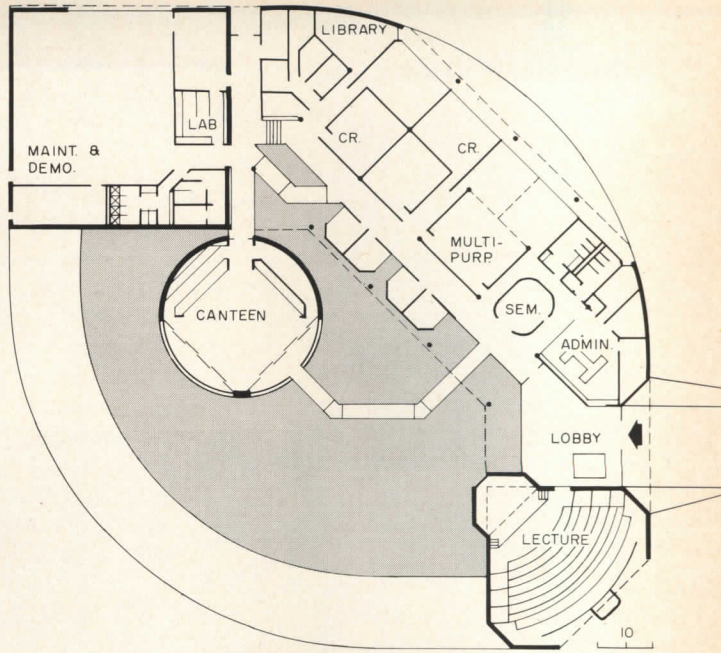 LIBRARY
LAB
CR.
CR.
MAINT. &
DEMO.
MULTI-
PURP.
CANTEEN
SEM.
ADMIN.
LOBBY
LECTURE
10